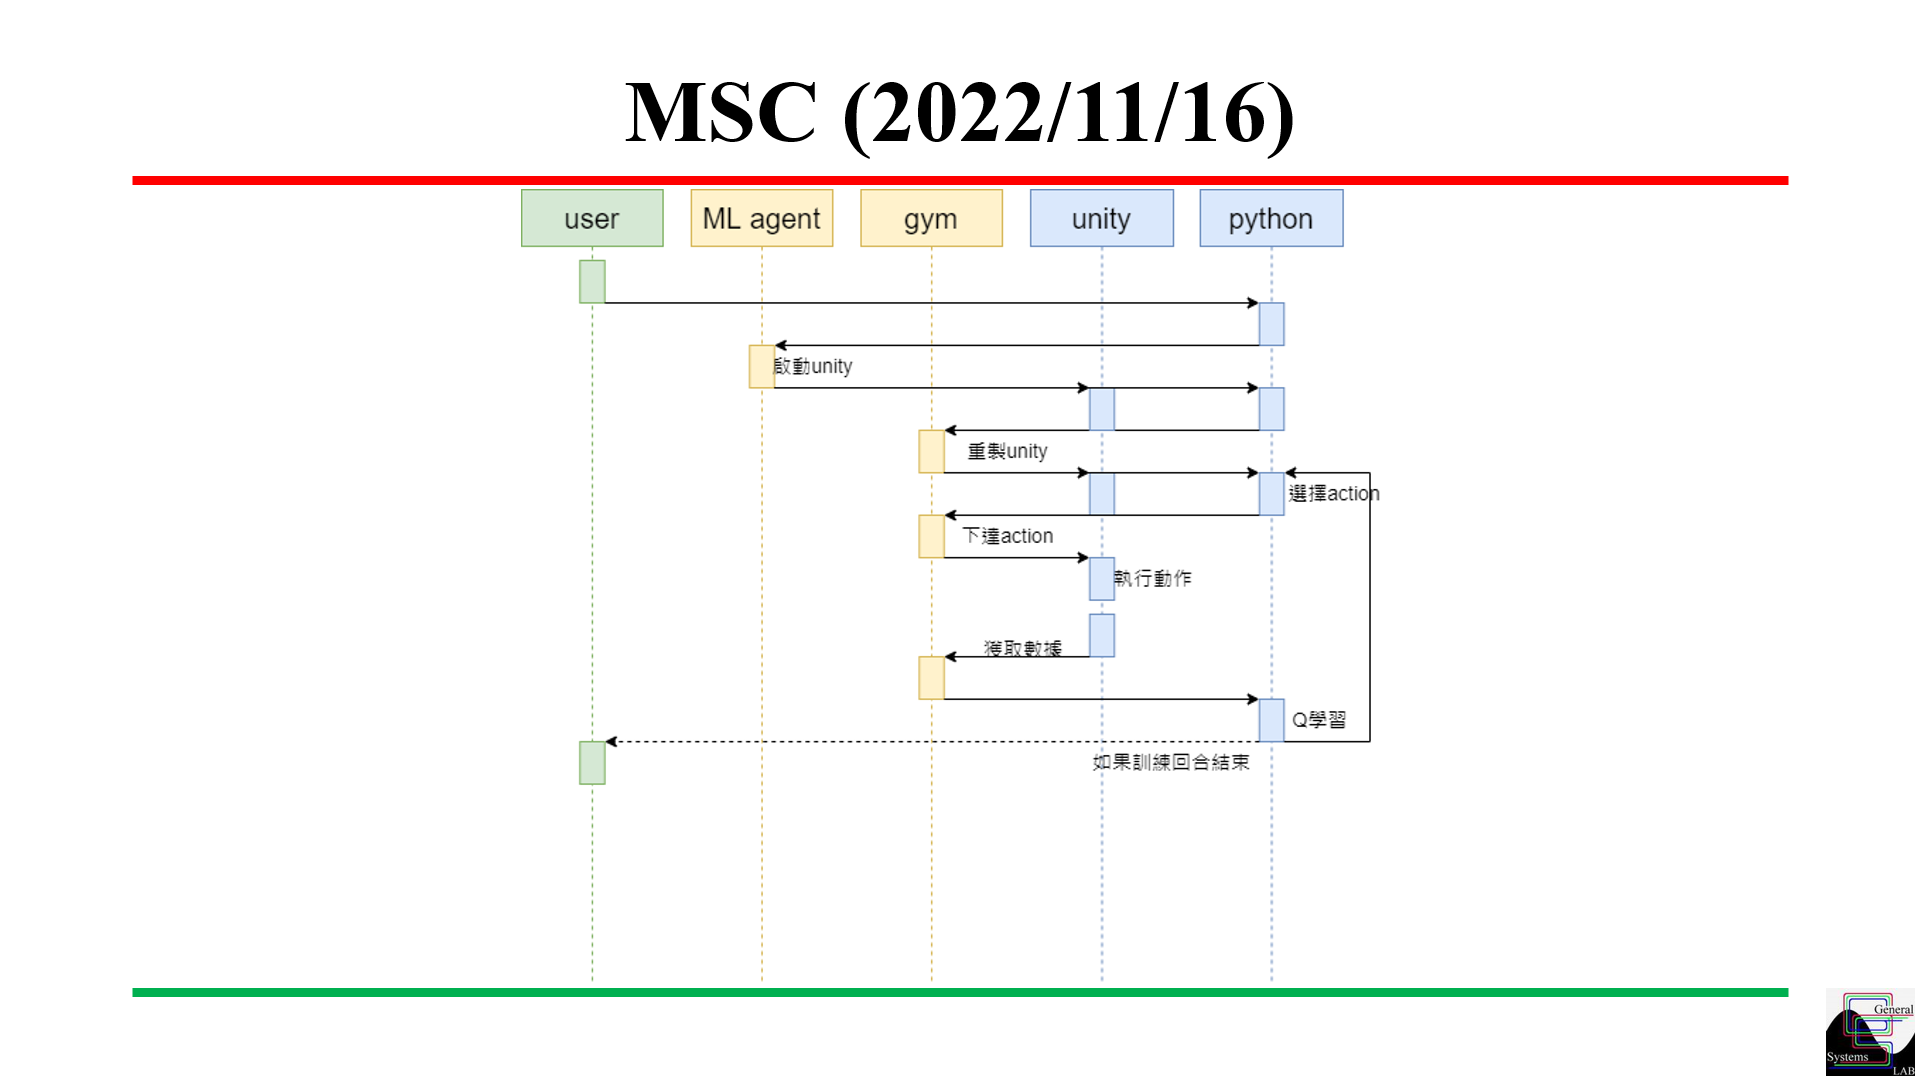 MSC (2022/11/16)
user
ML agent
gym
unity
python
啟動unity
重製unity
選擇action
下達action
執行動作
獲取數據
Q學習
如果訓練回合結束
General
Systems
LAB